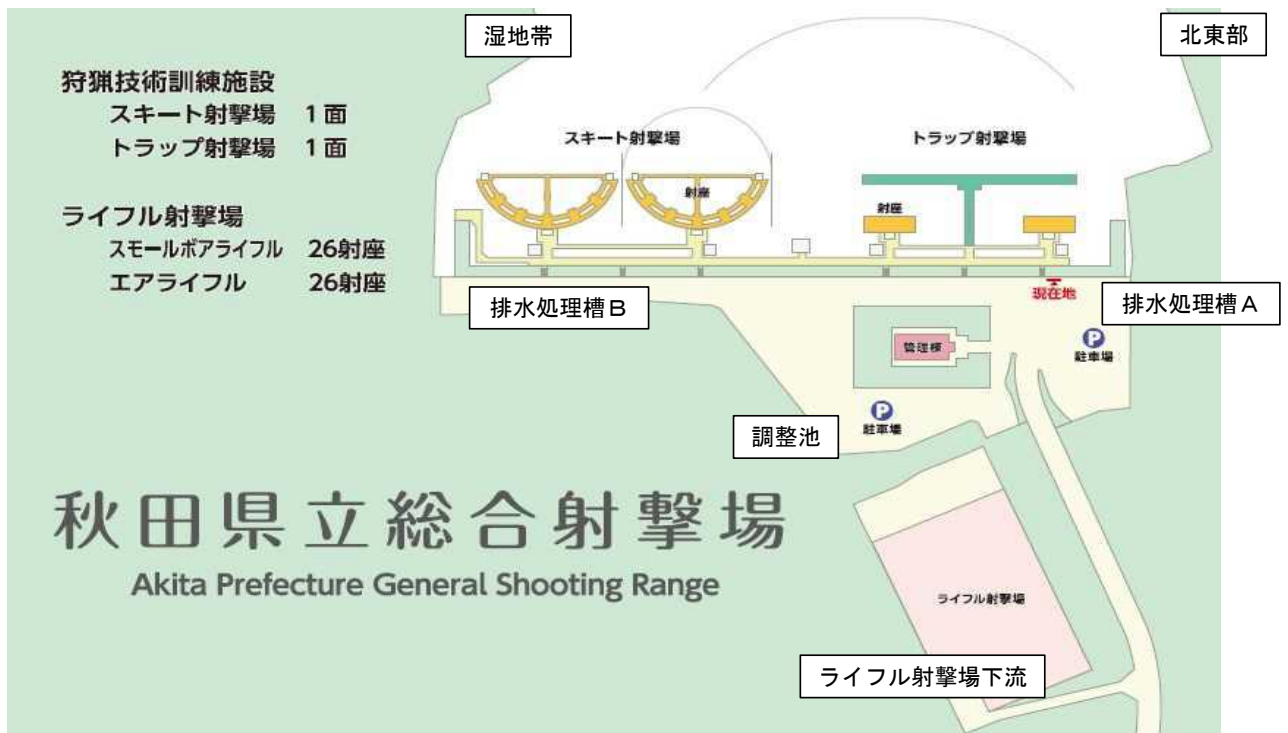 湿地帯
北東部
狩猟技術訓練施設
スキート射撃場 1面
トラップ射撃場 1面
ライフル射撃場
スモールボアライフル 26射座
エアライフル 26射座
スキート射撃場
トラップ射撃場
射座
射座
現在地
排水処理槽B
排水処理槽A
管理棟
P
駐車場
P
駐車場
調整池
秋田県立総合射撃場
Akita Prefecture General Shooting Range
ライフル射撃場
ライフル射撃場下流